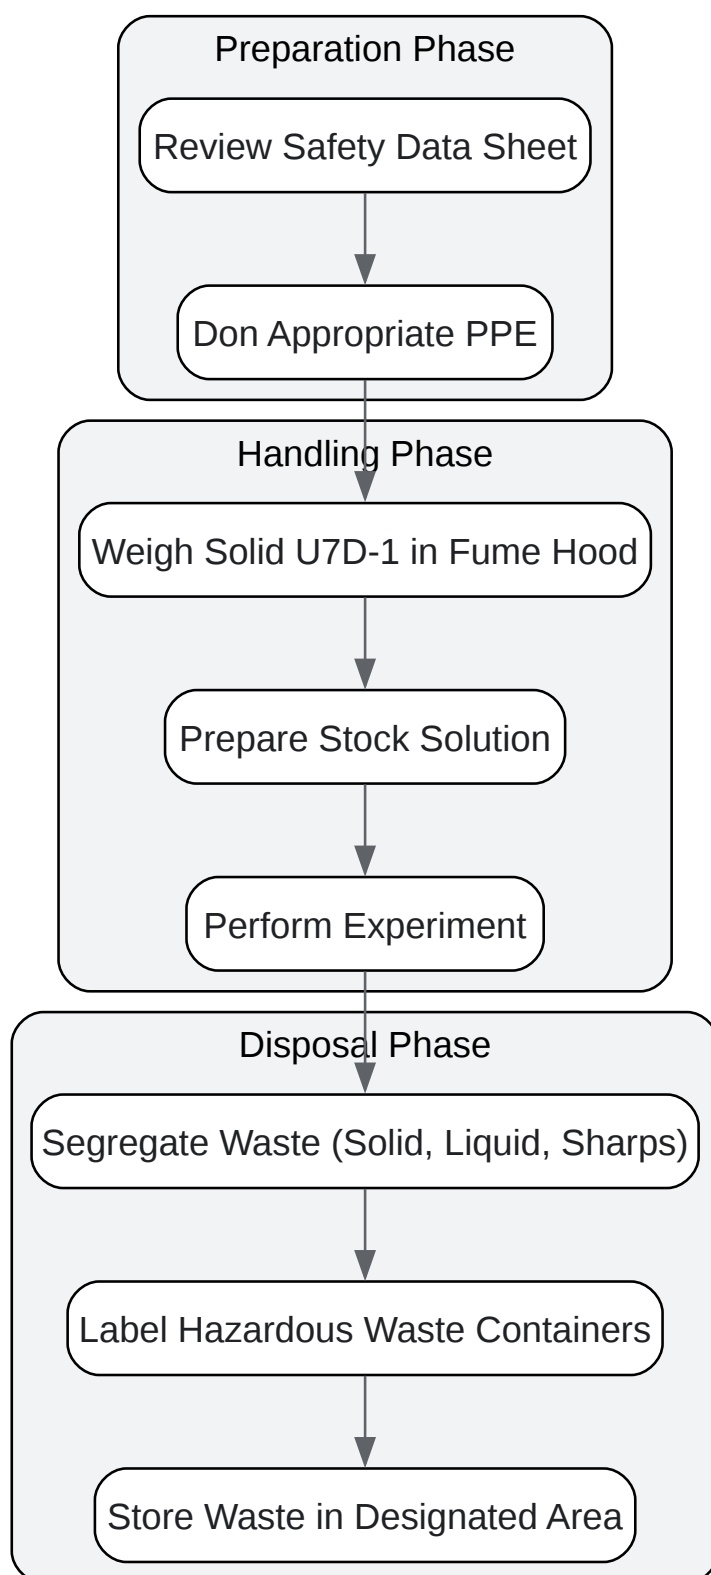 Preparation Phase
Review Safety Data Sheet
Don Appropriate PPE
Handling Phase
Weigh Solid U7D-1 in Fume Hood
Prepare Stock Solution
Perform Experiment
Disposal Phase
Segregate Waste (Solid, Liquid, Sharps)
Label Hazardous Waste Containers
Store Waste in Designated Area